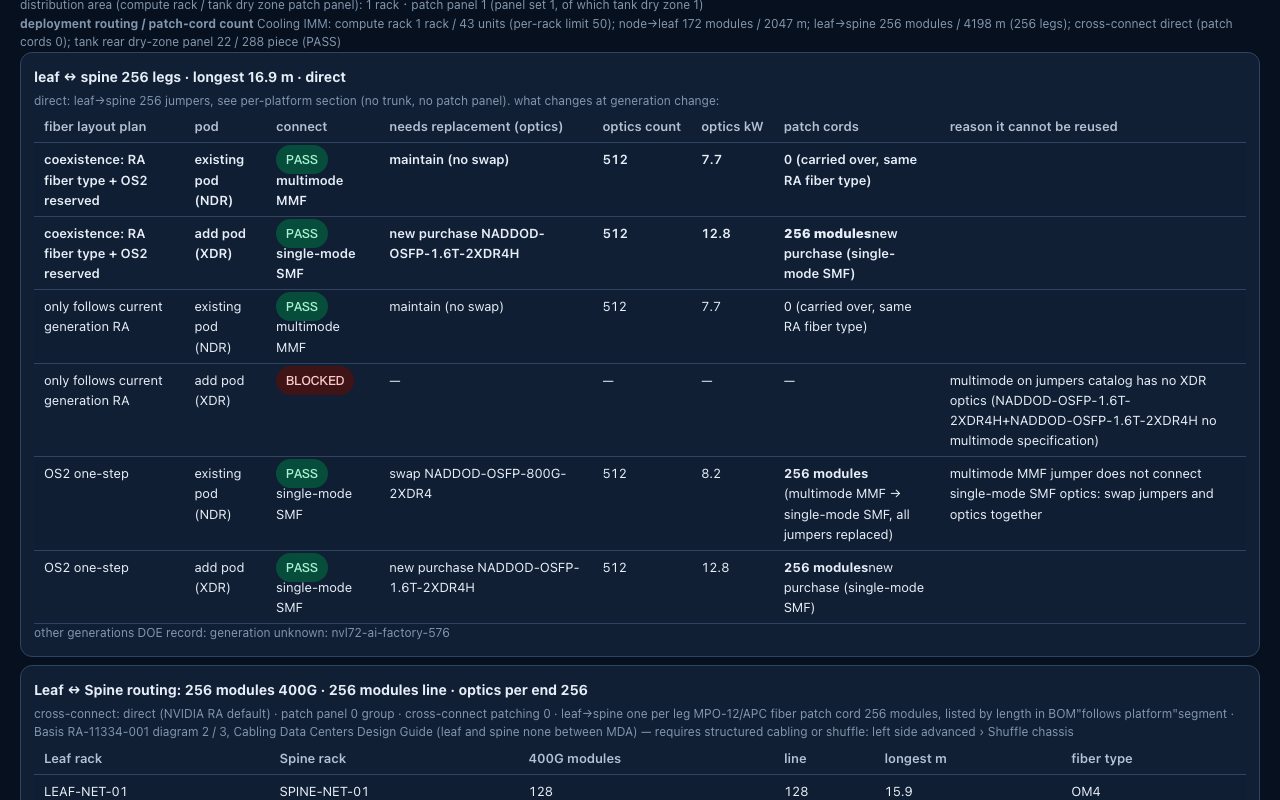 distribution area (compute rack / tank dry zone patch panel): 1 rack · patch panel 1 (panel set 1, of which tank dry zone 1)
deployment routing / patch-cord count Cooling IMM: compute rack 1 rack / 43 units (per-rack limit 50); node→leaf 172 modules / 2047 m; leaf→spine 256 modules / 4198 m (256 legs); cross-connect direct (patch
cords 0); tank rear dry-zone panel 22 / 288 piece (PASS)
leaf ↔ spine 256 legs · longest 16.9 m · direct
direct: leaf→spine 256 jumpers, see per-platform section (no trunk, no patch panel). what changes at generation change:
fiber layout plan pod connect needs replacement (optics) optics count optics kW patch cords reason it cannot be reused
coexistence: RA existing PASS maintain (no swap) 512 7.7 0 (carried over, same
fiber type + OS2 pod multimode RA fiber type)
reserved (NDR) MMF
coexistence: RA add pod PASS new purchase NADDOD- 512 12.8 256 modulesnew
fiber type + OS2 (XDR) single-mode OSFP-1.6T-2XDR4H purchase (single-
reserved SMF mode SMF)
only follows current existing PASS maintain (no swap) 512 7.7 0 (carried over, same
generation RA pod multimode RA fiber type)
(NDR) MMF
only follows current add pod BLOCKED — — — — multimode on jumpers catalog has no XDR
generation RA (XDR) optics (NADDOD-OSFP-1.6T-
2XDR4H+NADDOD-OSFP-1.6T-2XDR4H no
multimode specification)
OS2 one-step existing PASS swap NADDOD-OSFP-800G- 512 8.2 256 modules multimode MMF jumper does not connect
pod single-mode 2XDR4 (multimode MMF → single-mode SMF optics: swap jumpers and
(NDR) SMF single-mode SMF, all optics together
jumpers replaced)
OS2 one-step add pod PASS new purchase NADDOD-OSFP- 512 12.8 256 modulesnew
(XDR) single-mode 1.6T-2XDR4H purchase (single-mode
SMF SMF)
other generations DOE record: generation unknown: nvl72-ai-factory-576
Leaf ↔ Spine routing: 256 modules 400G · 256 modules line · optics per end 256
cross-connect: direct (NVIDIA RA default) · patch panel 0 group · cross-connect patching 0 · leaf→spine one per leg MPO-12/APC fiber patch cord 256 modules, listed by length in BOM"follows platform"segment ·
Basis RA-11334-001 diagram 2 / 3, Cabling Data Centers Design Guide (leaf and spine none between MDA) — requires structured cabling or shuffle: left side advanced › Shuffle chassis
Leaf rack Spine rack 400G modules line longest m fiber type
LEAF-NET-01 SPINE-NET-01 128 128 15.9 OM4